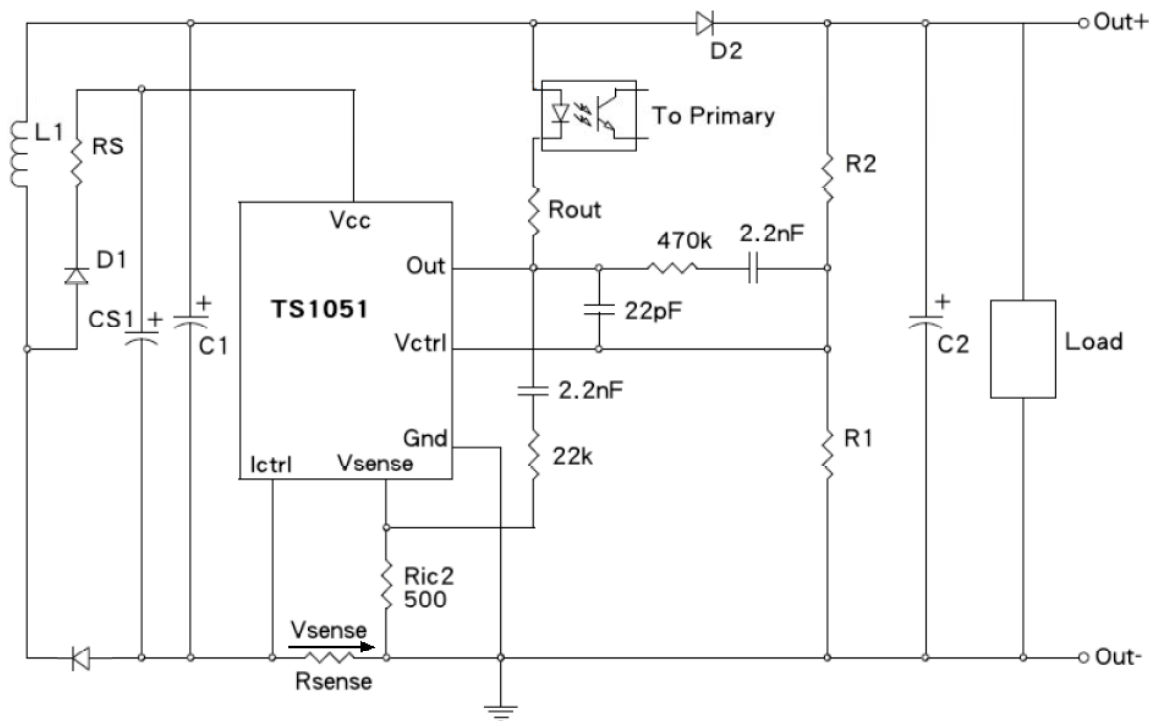 Out+
D2
To Primary
L1
RS
R2
Rout
Vcc
470k
2.2nF
D1
Out
TS1051
CS1
+
+
C1
22pF
+
C2
Load
Vctrl
2.2nF
Gnd
R1
Ictrl
Vsense
22k
Ric2
500
Vsense
Rsense
Out-